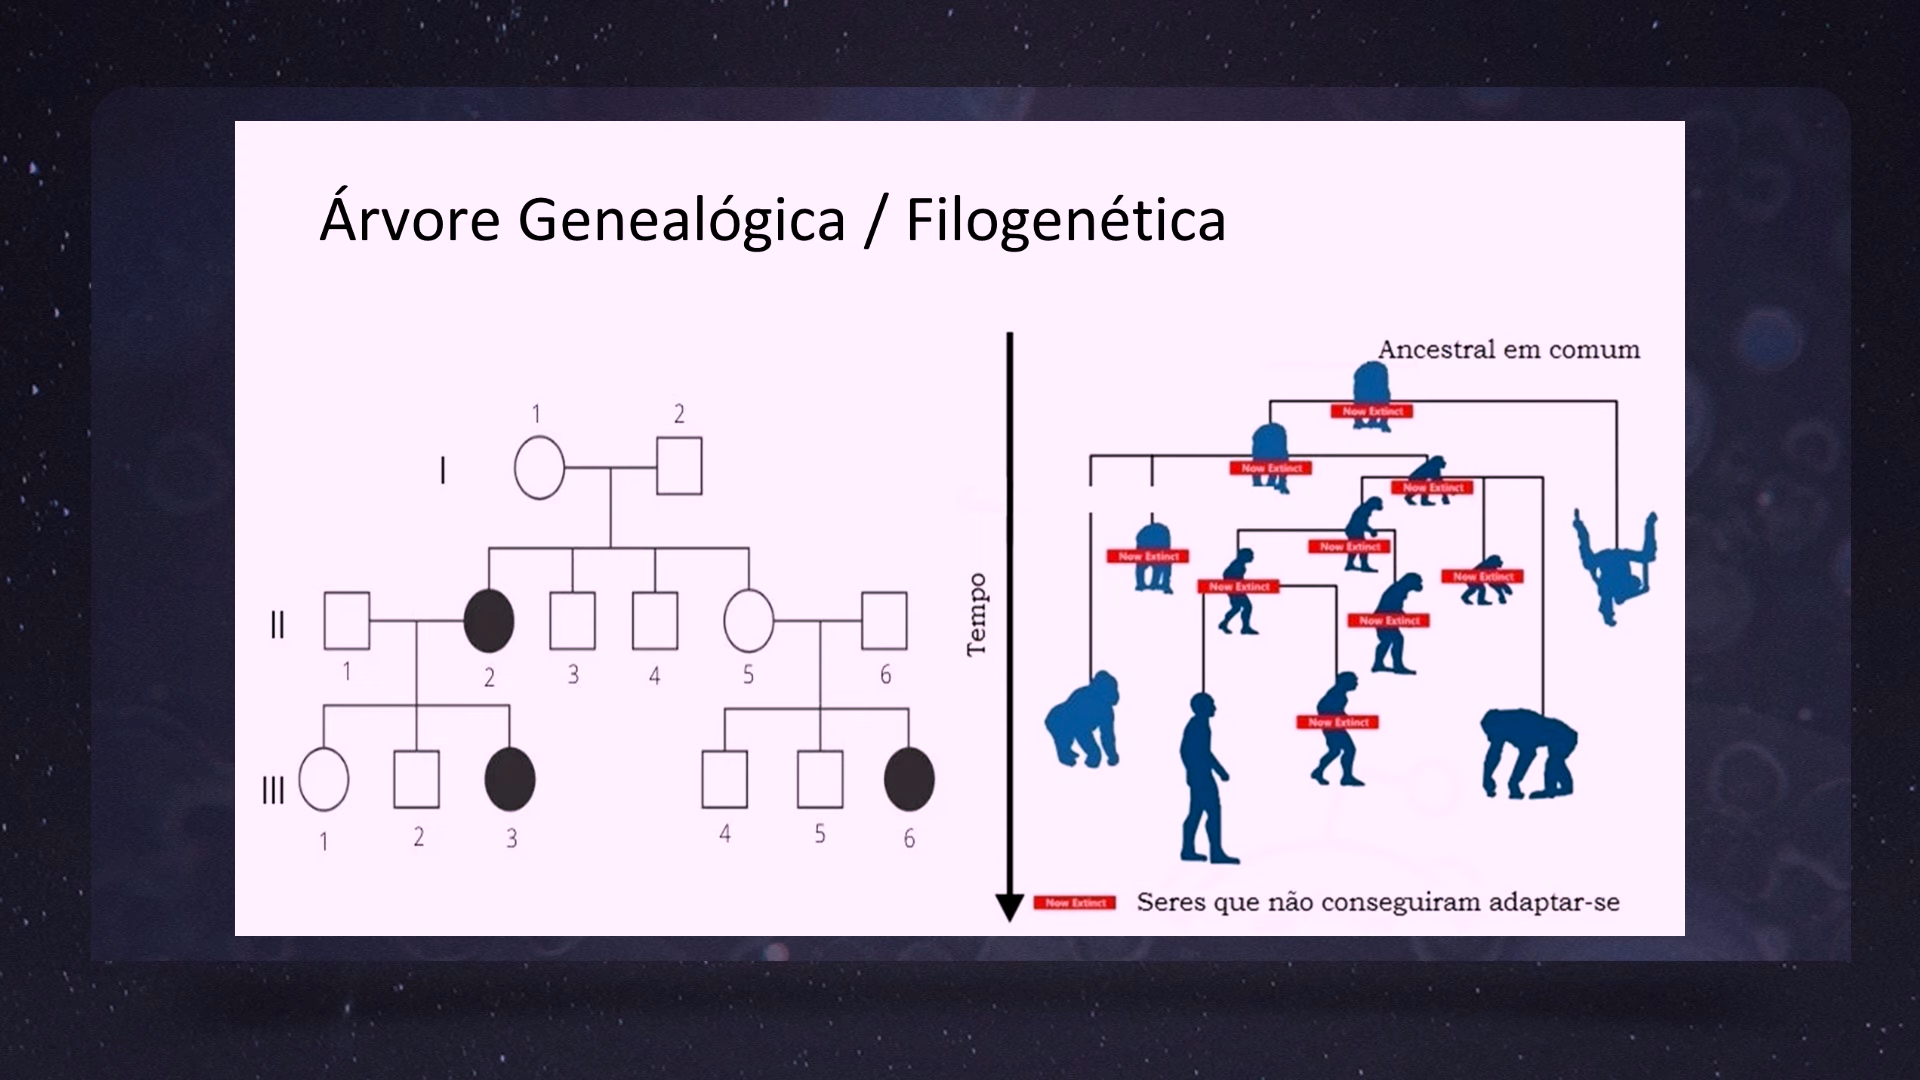 Árvore Genealógica / Filogenética
1 2
I
II
1 2 3 4 5 6
III
1 2 3 4 5 6
Tempo
Ancestral em comum
Now Extinct
Now Extinct
Now Extinct
Now Extinct
Now Extinct
Now Extinct
Now Extinct
Now Extinct
Now Extinct
Now Extinct Seres que não conseguiram adaptar-se